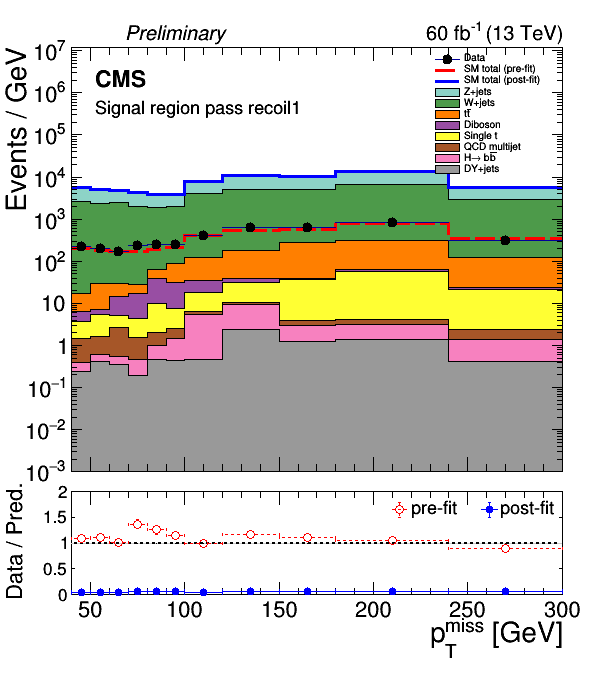 Preliminary 60 fb⁻¹ (13 TeV)
CMS
Signal region pass recoil1
Data
SM total (pre-fit)
SM total (post-fit)
Z+jets
W+jets
tt̄
Diboson
Single t
QCD multijet
H→ bb̄
DY+jets
Events / GeV
10⁷
10⁶
10⁵
10⁴
10³
10²
10
1
10⁻¹
10⁻²
10⁻³
Data / Pred.
2
1.5
1
0.5
0
pre-fit post-fit
50 100 150 200 250 300
p_T^miss [GeV]